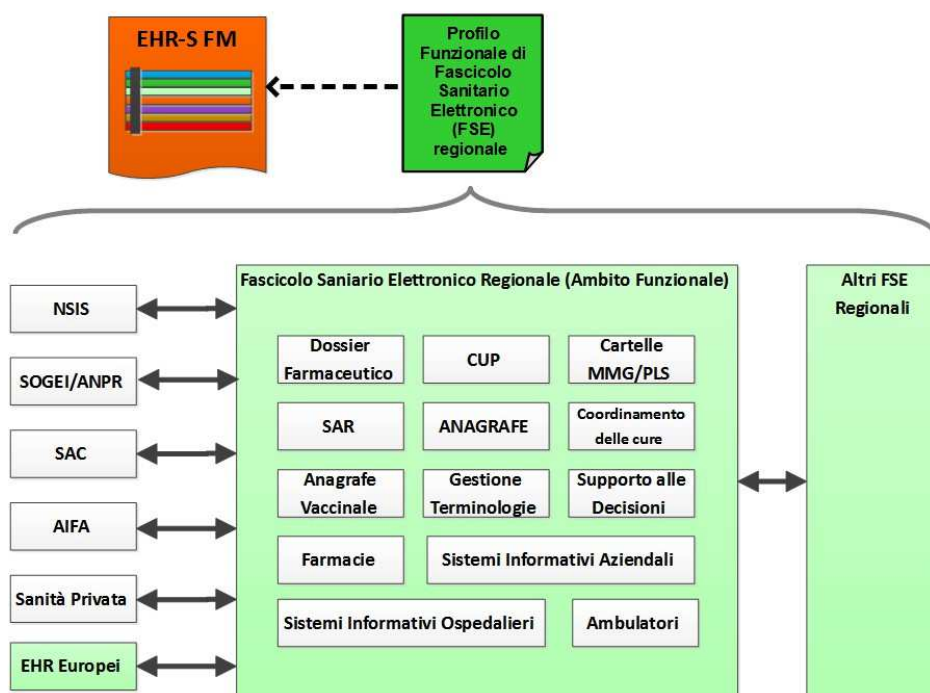 EHR-S FM
Profilo
Funzionale di
Fascicolo
Sanitario
Elettronico
(FSE)
regionale
NSIS
SOGEI/ANPR
SAC
AIFA
Sanità Privata
EHR Europei
Fascicolo Saniario Elettronico Regionale (Ambito Funzionale)
Dossier
Farmaceutico
CUP
Cartelle
MMG/PLS
SAR
ANAGRAFE
Coordinamento
delle cure
Anagrafe
Vaccinale
Gestione
Terminologie
Supporto alle
Decisioni
Farmacie
Sistemi Informativi Aziendali
Sistemi Informativi Ospedalieri
Ambulatori
Altri FSE
Regionali